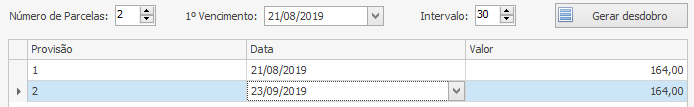 Número de Parcelas: 2 1º Vencimento: 21/08/2019 Intervalo: 30 Gerar desdobro
Provisão Data Valor
1 21/08/2019 164,00
2 23/09/2019 164,00